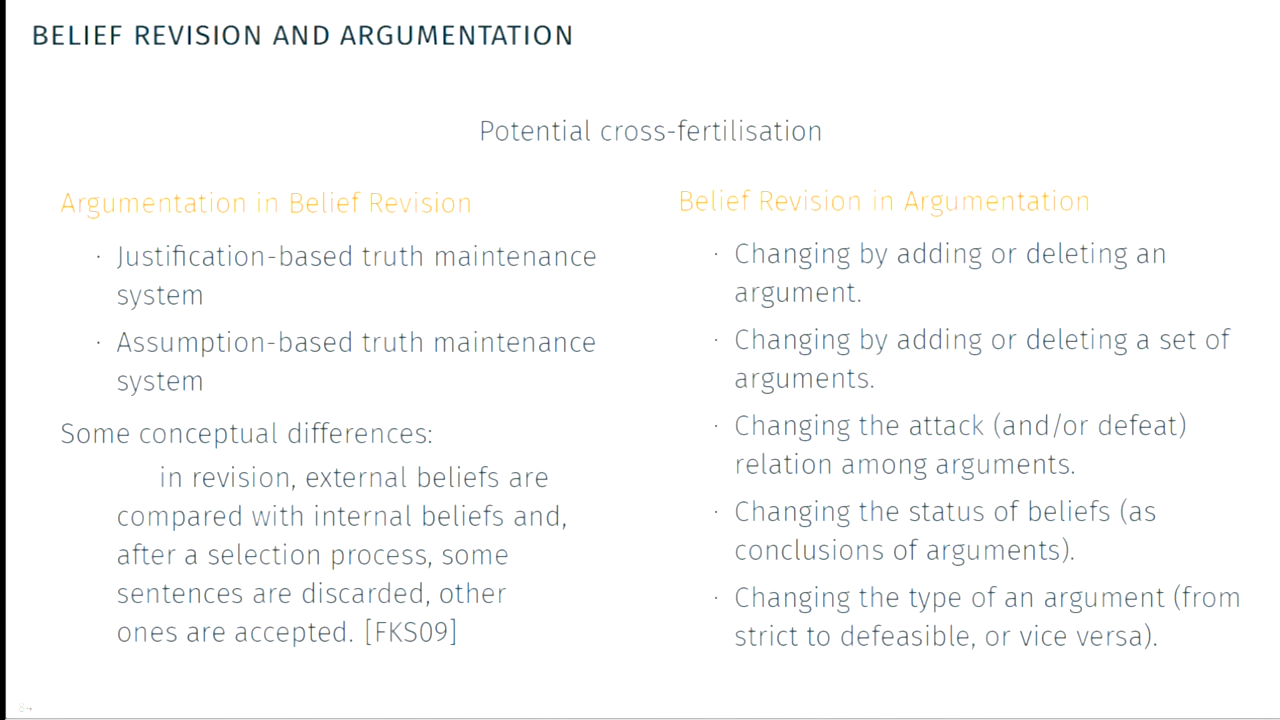 BELIEF REVISION AND ARGUMENTATION
Potential cross-fertilisation
Argumentation in Belief Revision
· Justification-based truth maintenance
system
· Assumption-based truth maintenance
system
Some conceptual differences:
in revision, external beliefs are
compared with internal beliefs and,
after a selection process, some
sentences are discarded, other
ones are accepted. [FKS09]
Belief Revision in Argumentation
· Changing by adding or deleting an
argument.
· Changing by adding or deleting a set of
arguments.
· Changing the attack (and/or defeat)
relation among arguments.
· Changing the status of beliefs (as
conclusions of arguments).
· Changing the type of an argument (from
strict to defeasible, or vice versa).